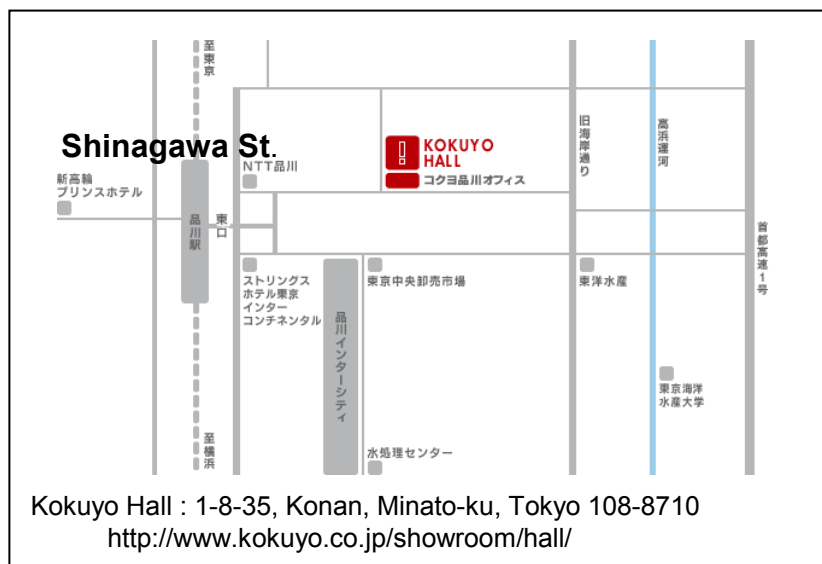 至東京
Shinagawa St.
KOKUYO
HALL
コクヨ品川オフィス
NTT品川
旧海岸通り
高浜運河
新高輪
プリンスホテル
品川駅
東口
首都高速1号
ストリングス
ホテル東京
インター
コンチネンタル
品川インターシティ
東京中央卸売市場
東洋水産
東京海洋
水産大学
至横浜
水処理センター
Kokuyo Hall : 1-8-35, Konan, Minato-ku, Tokyo 108-8710
http://www.kokuyo.co.jp/showroom/hall/